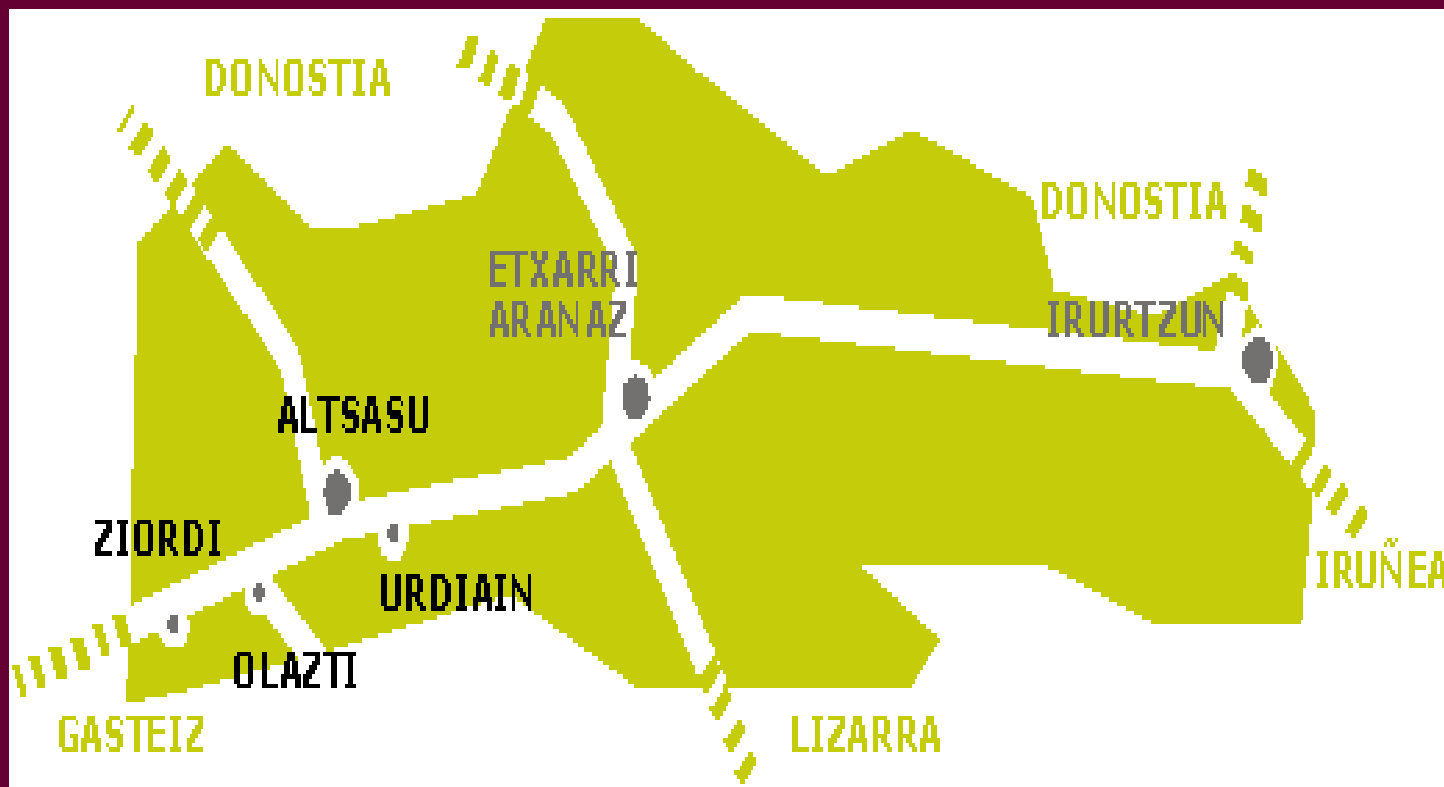 DONOSTIA
DONOSTIA
ETXARRI
ARANAZ
IRURTZUN
ALTSASU
ZIORDI
IRUÑEA
URDIAIN
OLAZTI
GASTEIZ
LIZARRA